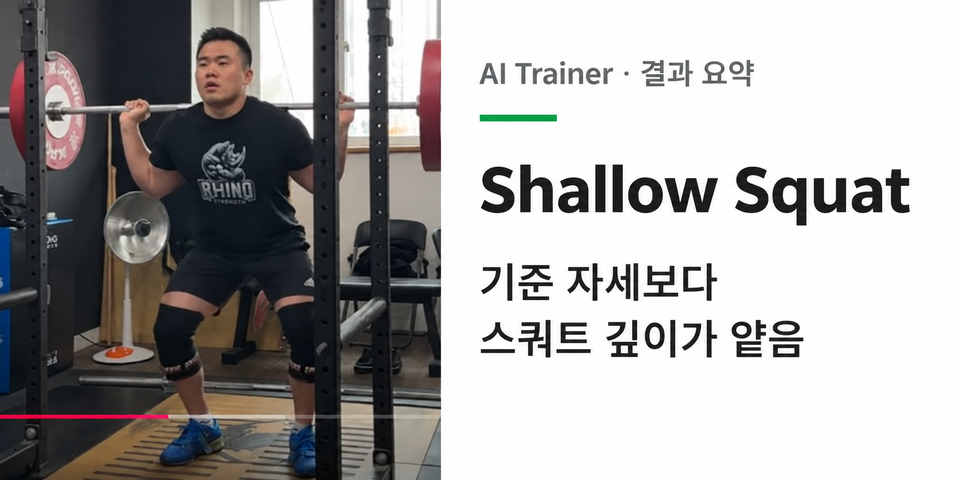 RHINO
STRENGTH
AI Trainer · 결과 요약
Shallow Squat
기준 자세보다
스쿼트 깊이가 얕음